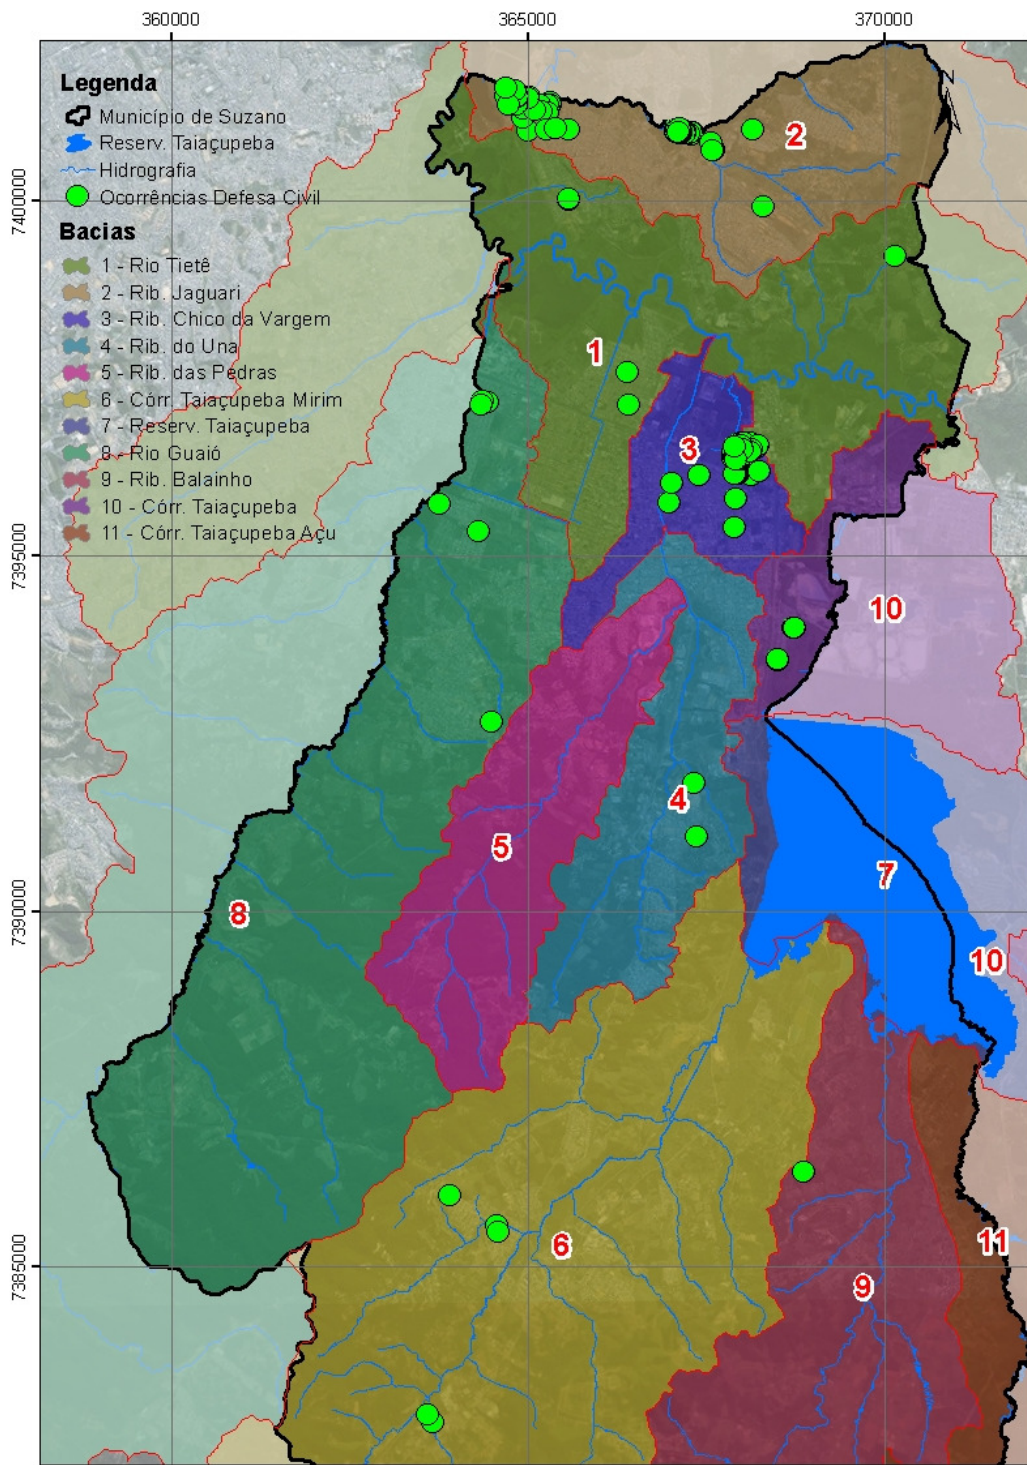 360000
365000
370000
Legenda
Município de Suzano
Reserv. Taiaçupeba
Hidrografia
Ocorrências Defesa Civil
Bacias
1 - Rio Tietê
2 - Rib. Jaguari
3 - Rib. Chico da Vargem
4 - Rib. do Una
5 - Rib. das Pedras
6 - Córr. Taiaçupeba Mirim
7 - Reserv. Taiaçupeba
8 - Rio Guaió
9 - Rib. Balainho
10 - Córr. Taiaçupeba
11 - Córr. Taiaçupeba Açu
N
2
7400000
1
3
7395000
10
4
5
7
8
7390000
10
6
11
7385000
9